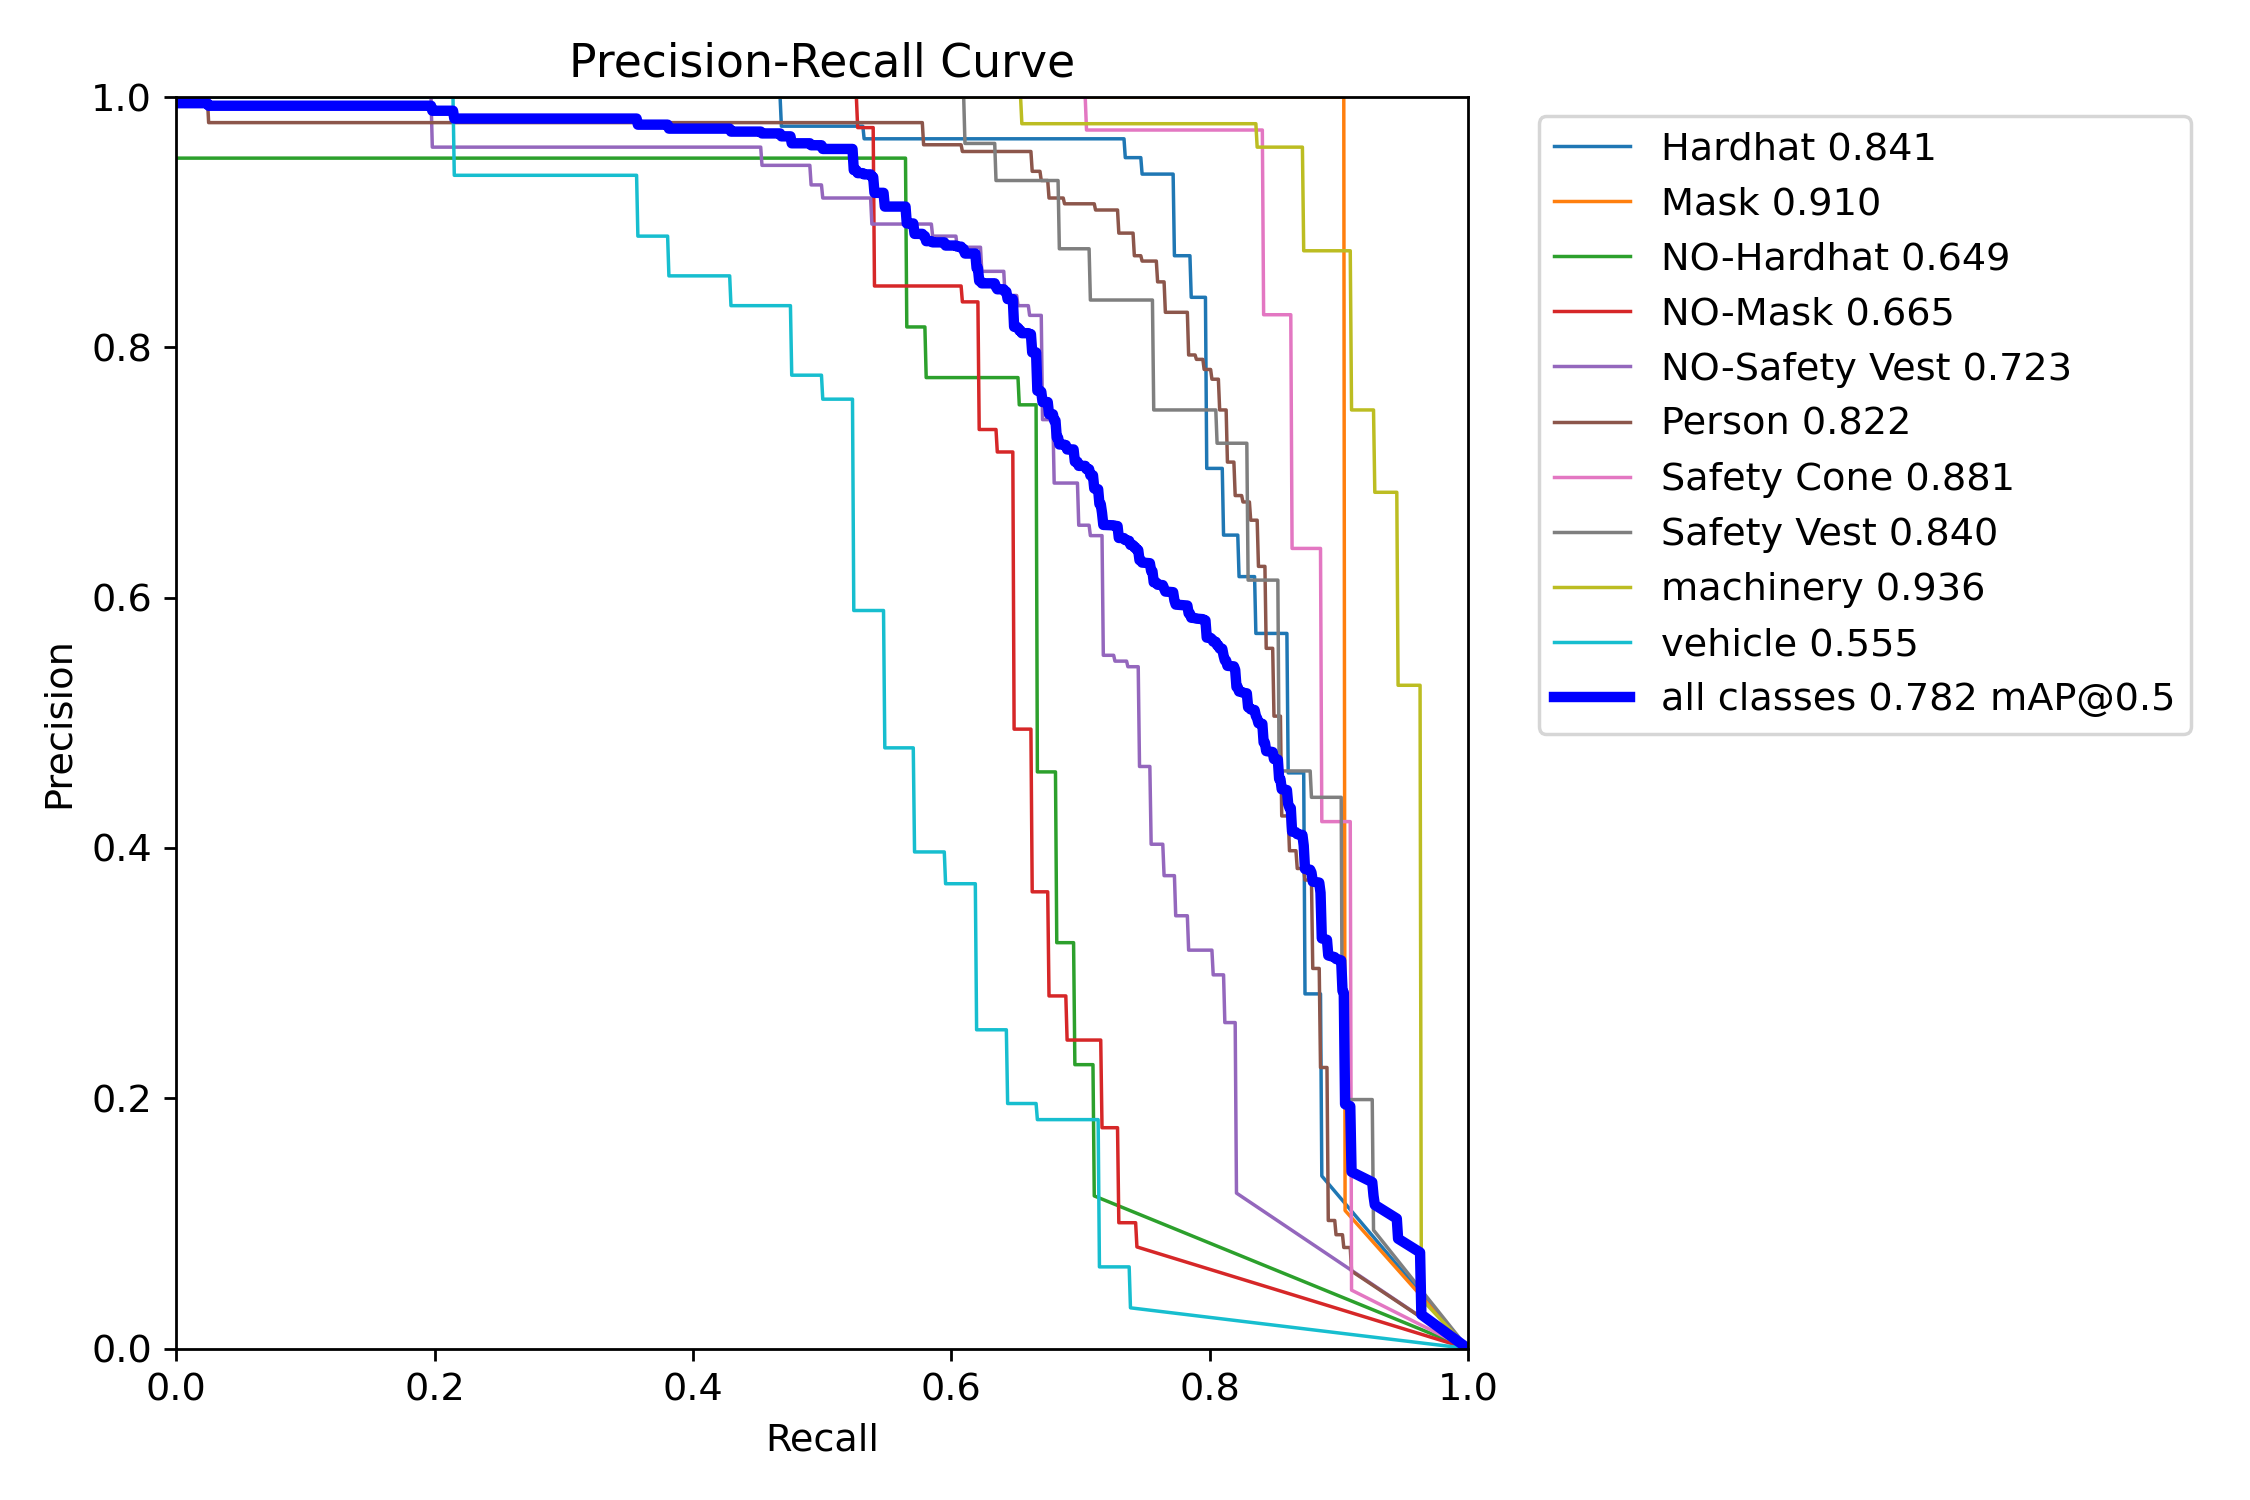 Precision-Recall Curve
1.0
0.8
0.6
0.4
0.2
0.0
Precision
0.0 0.2 0.4 0.6 0.8 1.0
Recall
Hardhat 0.841
Mask 0.910
NO-Hardhat 0.649
NO-Mask 0.665
NO-Safety Vest 0.723
Person 0.822
Safety Cone 0.881
Safety Vest 0.840
machinery 0.936
vehicle 0.555
all classes 0.782 mAP@0.5